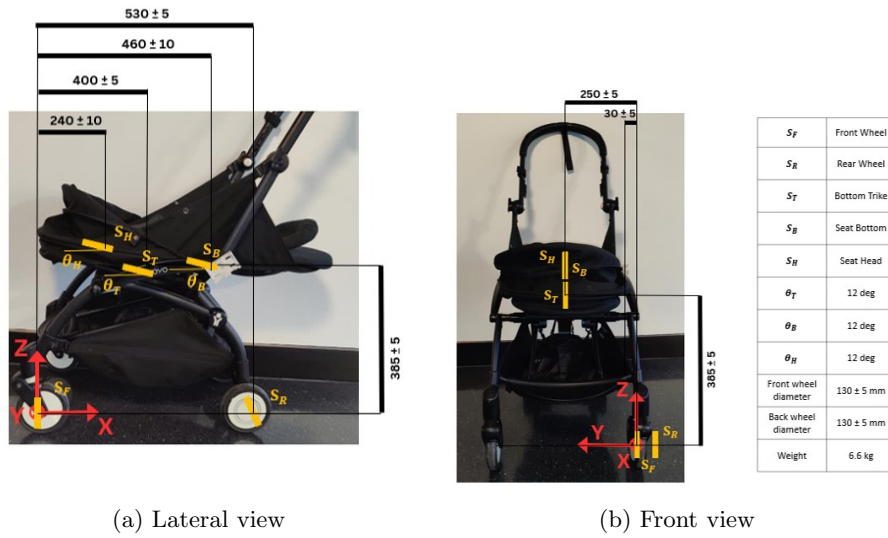 530 ± 5
460 ± 10
400 ± 5
240 ± 10
S_H
θ_H
S_T
OYO
θ_T
S_B
θ_B
385 ± 5
Z
Y
X
S_F
S_R
(a) Lateral view
250 ± 5
30 ± 5
S_H
S_B
S_T
385 ± 5
Z
Y
X
S_F
S_R
(b) Front view
S_F Front Wheel
S_R Rear Wheel
S_T Bottom Trike
S_B Seat Bottom
S_H Seat Head
θ_T 12 deg
θ_B 12 deg
θ_H 12 deg
Front wheel
diameter 130 ± 5 mm
Back wheel
diameter 130 ± 5 mm
Weight 6.6 kg